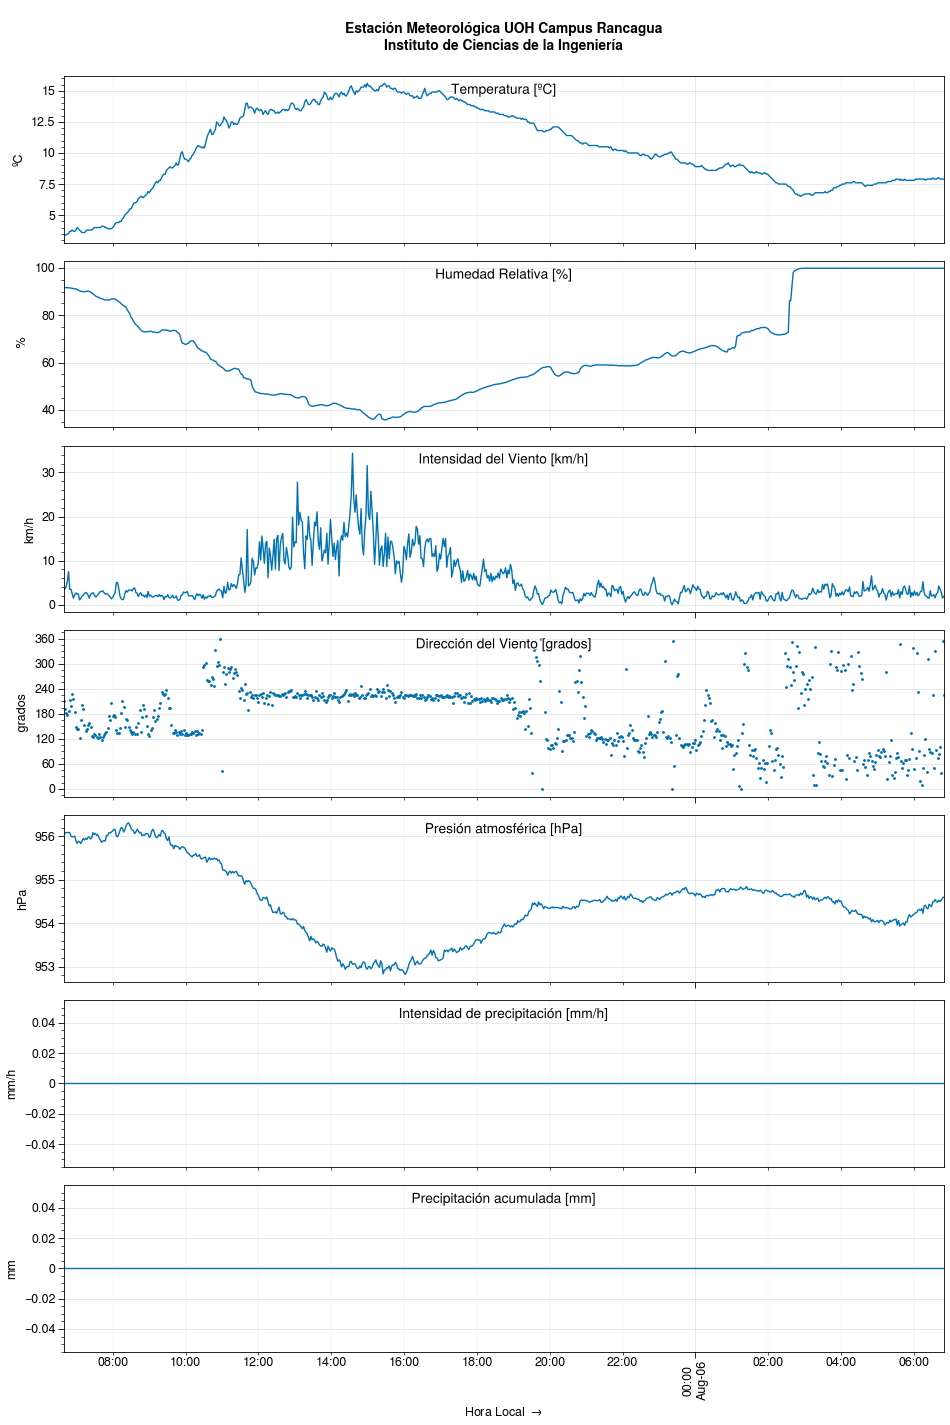 Estación Meteorológica UOH Campus Rancagua
Instituto de Ciencias de la Ingeniería
Temperatura [ºC]
ºC
15
12.5
10
7.5
5
Humedad Relativa [%]
%
100
80
60
40
Intensidad del Viento [km/h]
km/h
30
20
10
0
Dirección del Viento [grados]
grados
360
300
240
180
120
60
0
Presión atmosférica [hPa]
hPa
956
955
954
953
Intensidad de precipitación [mm/h]
mm/h
0.04
0.02
0
−0.02
−0.04
Precipitación acumulada [mm]
mm
0.04
0.02
0
−0.02
−0.04
08:00 10:00 12:00 14:00 16:00 18:00 20:00 22:00 00:00 02:00 04:00 06:00
Aug-06
Hora Local →